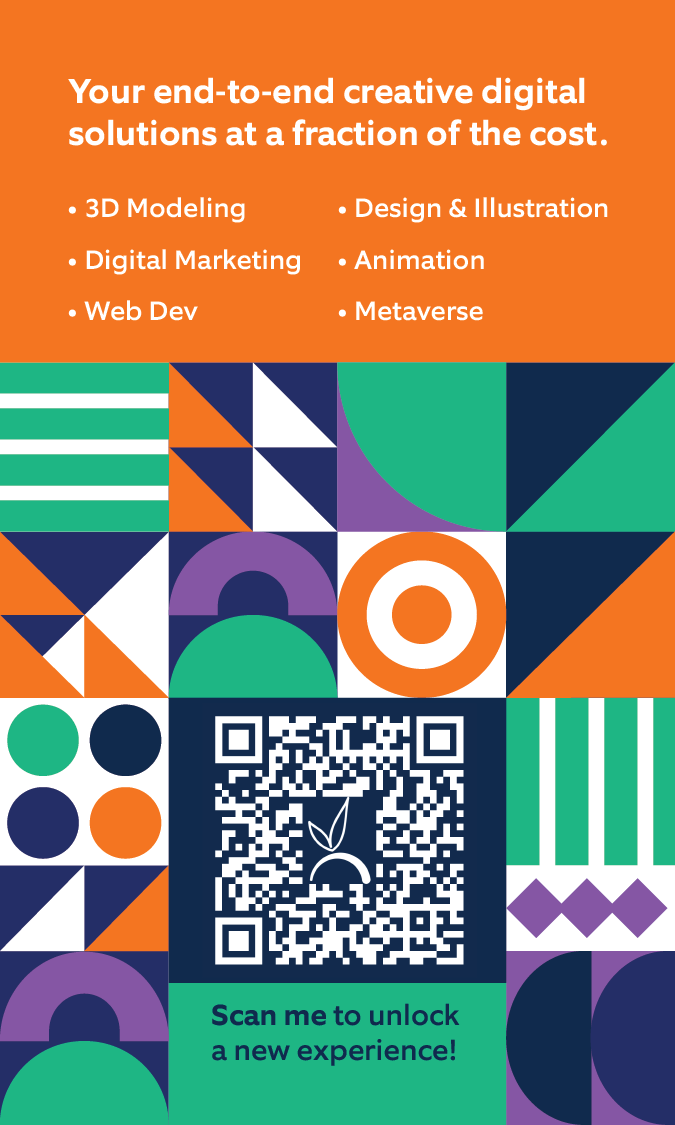 Your end-to-end creative digital
solutions at a fraction of the cost.
• 3D Modeling
• Digital Marketing
• Web Dev
• Design & Illustration
• Animation
• Metaverse
Scan me to unlock
a new experience!